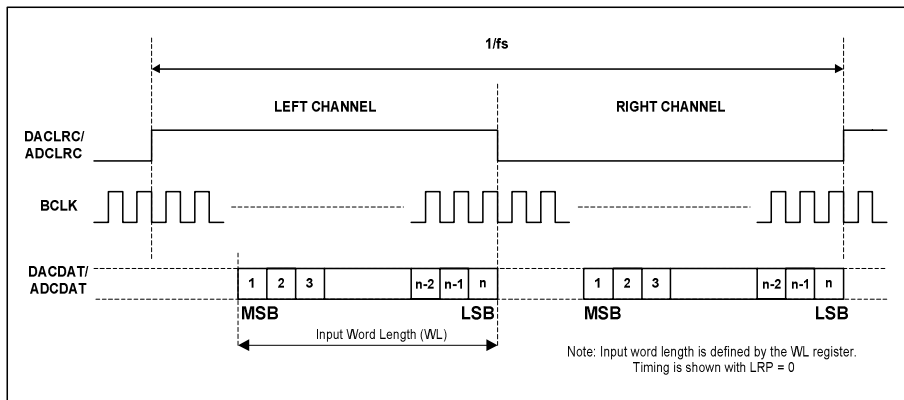 1/fs
LEFT CHANNEL
RIGHT CHANNEL
DACLRC/
ADCLRC
BCLK
DACDAT/
ADCDAT
1 2 3 n-2 n-1 n 1 2 3 n-2 n-1 n
MSB LSB MSB LSB
Input Word Length (WL)
Note: Input word length is defined by the WL register.
Timing is shown with LRP = 0